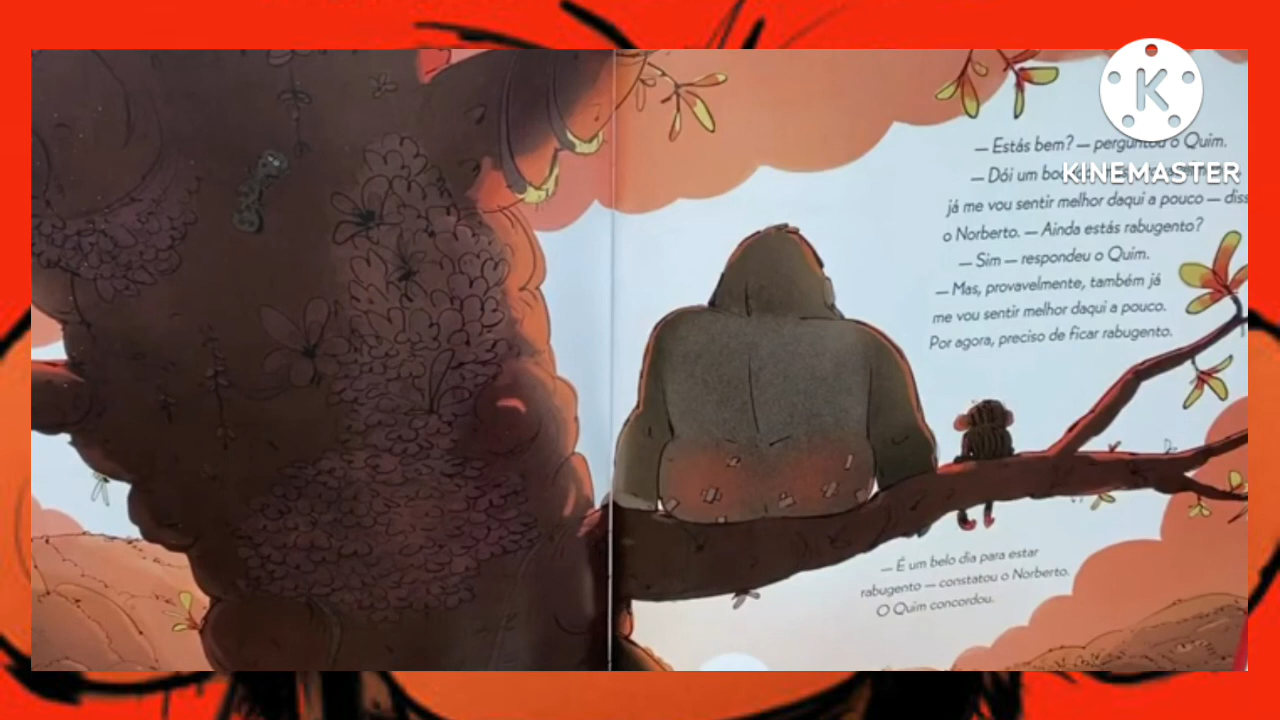 K
KINEMASTER
— Estás bem? — perguntou o Quim.
— Dói um
já me vou sentir melhor daqui a pouco — diss
o Norberto. — Ainda estás rabugento?
— Sim — respondeu o Quim.
— Mas, provavelmente, também já
me vou sentir melhor daqui a pouco.
Por agora, preciso de ficar rabugento.
— É um belo dia para estar
rabugento — constatou o Norberto.
O Quim concordou.